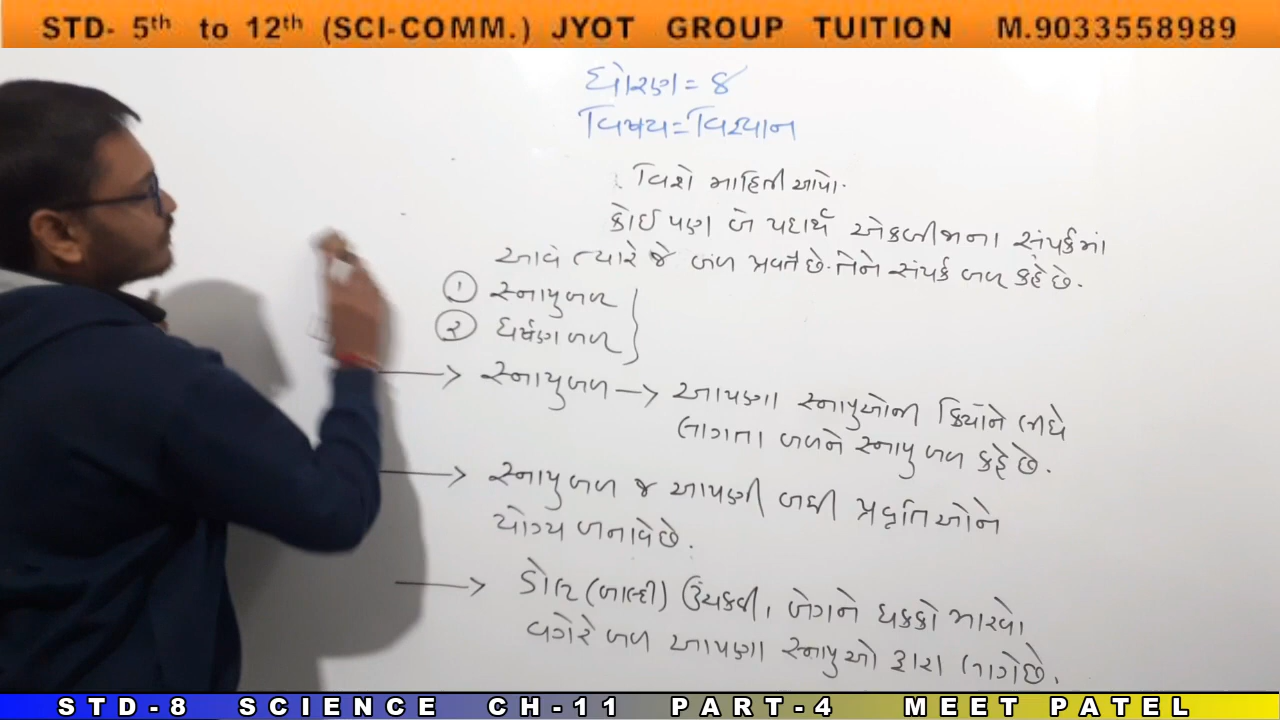 STD- 5th to 12th (SCI-COMM.) JYOT GROUP TUITION M.9033558989
ધોરણ = ૪
વિષય = વિજ્ઞાન
વિશે માહિતી આપો.
કોઈ પણ બે પદાર્થ એકબીજાના સંપર્કમાં
આવે ત્યારે જે બળ પ્રવર્તે છે. તેને સંપર્ક બળ કહે છે.
① સ્નાયુબળ
② ઘર્ષણ બળ
→ સ્નાયુબળ → આપણા સ્નાયુઓની ક્રિયાને લીધે
લાગતા બળને સ્નાયુ બળ કહે છે.
→ સ્નાયુ બળ જ આપણી બધી પ્રવૃતિઓને
યોગ્ય બનાવે છે.
→ ડોલ (બાલ્દી) ઉંચકવી, બેગને ધક્કો મારવો
વગેરે બળ આપણા સ્નાયુઓ દ્વારા લાગે છે.
STD-8 SCIENCE CH-11 PART-4 MEET PATEL